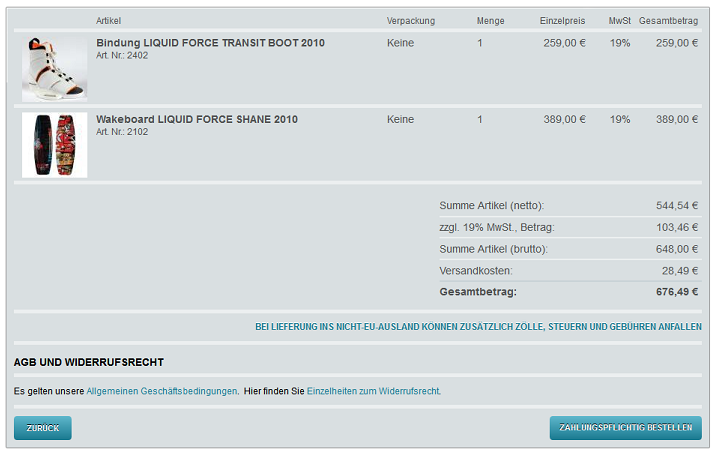 Artikel Verpackung Menge Einzelpreis MwSt Gesamtbetrag
Bindung LIQUID FORCE TRANSIT BOOT 2010 Keine 1 259,00 € 19% 259,00 €
Art. Nr.: 2402
Wakeboard LIQUID FORCE SHANE 2010 Keine 1 389,00 € 19% 389,00 €
Art. Nr.: 2102
Summe Artikel (netto): 544,54 €
zzgl. 19% MwSt., Betrag: 103,46 €
Summe Artikel (brutto): 648,00 €
Versandkosten: 28,49 €
Gesamtbetrag: 676,49 €
BEI LIEFERUNG INS NICHT-EU-AUSLAND KÖNNEN ZUSÄTZLICH ZÖLLE, STEUERN UND GEBÜHREN ANFALLEN
AGB UND WIDERRUFSRECHT
Es gelten unsere Allgemeinen Geschäftsbedingungen. Hier finden Sie Einzelheiten zum Widerrufsrecht.
ZURÜCK ZAHLUNGSPFLICHTIG BESTELLEN